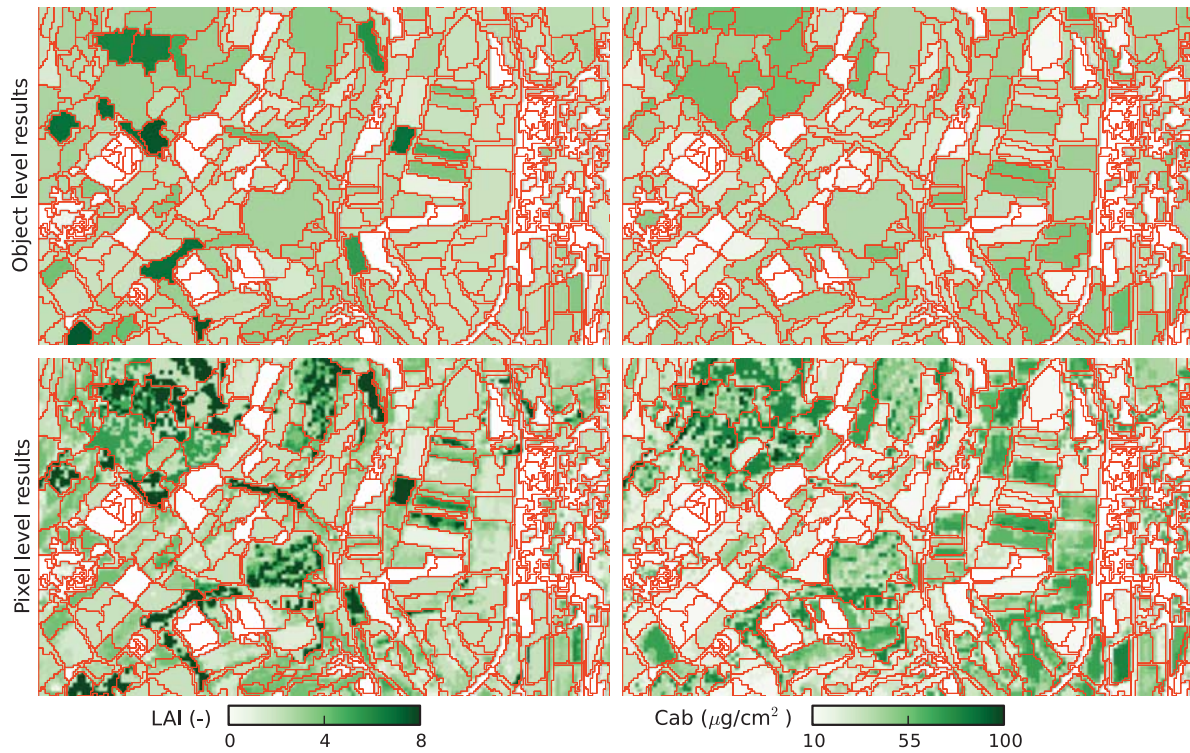 Object level results
Pixel level results
LAI (-)
0 4 8
Cab (μg/cm² )
10 55 100